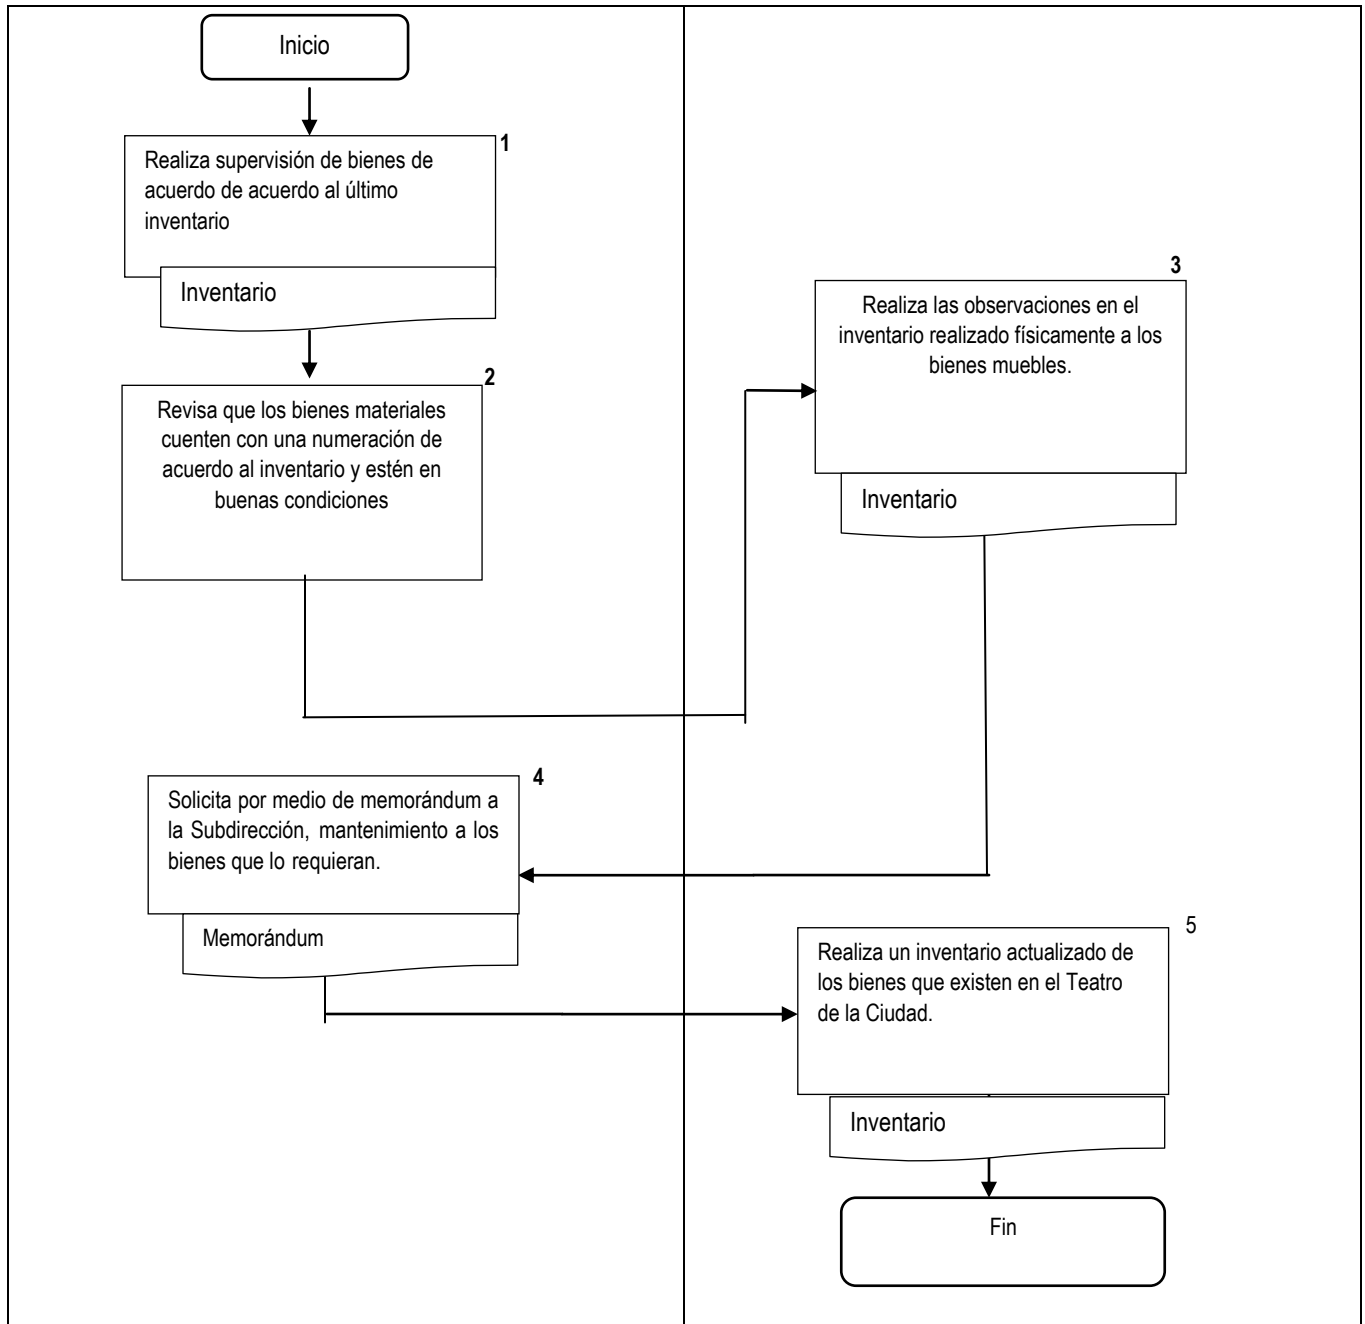 Inicio
1
Realiza supervisión de bienes de
acuerdo de acuerdo al último
inventario
Inventario
2
Revisa que los bienes materiales
cuenten con una numeración de
acuerdo al inventario y estén en
buenas condiciones
3
Realiza las observaciones en el
inventario realizado físicamente a los
bienes muebles.
Inventario
4
Solicita por medio de memorándum a
la Subdirección, mantenimiento a los
bienes que lo requieran.
Memorándum
5
Realiza un inventario actualizado de
los bienes que existen en el Teatro
de la Ciudad.
Inventario
Fin